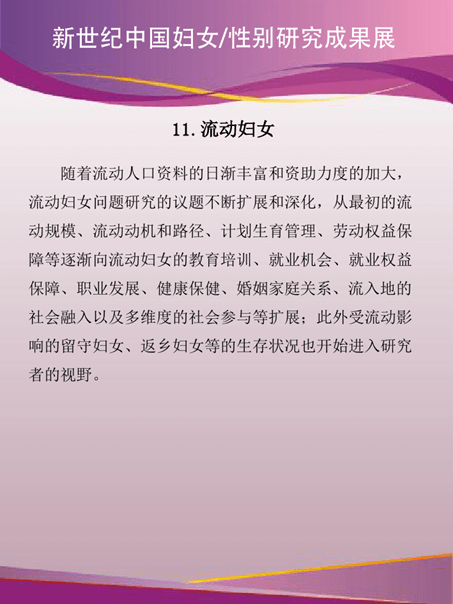 新世纪中国妇女/性别研究成果展
11.流动妇女
随着流动人口资料的日渐丰富和资助力度的加大，
流动妇女问题研究的议题不断扩展和深化，从最初的流
动规模、流动动机和路径、计划生育管理、劳动权益保
障等逐渐向流动妇女的教育培训、就业机会、就业权益
保障、职业发展、健康保健、婚姻家庭关系、流入地的
社会融入以及多维度的社会参与等扩展；此外受流动影
响的留守妇女、返乡妇女等的生存状况也开始进入研究
者的视野。